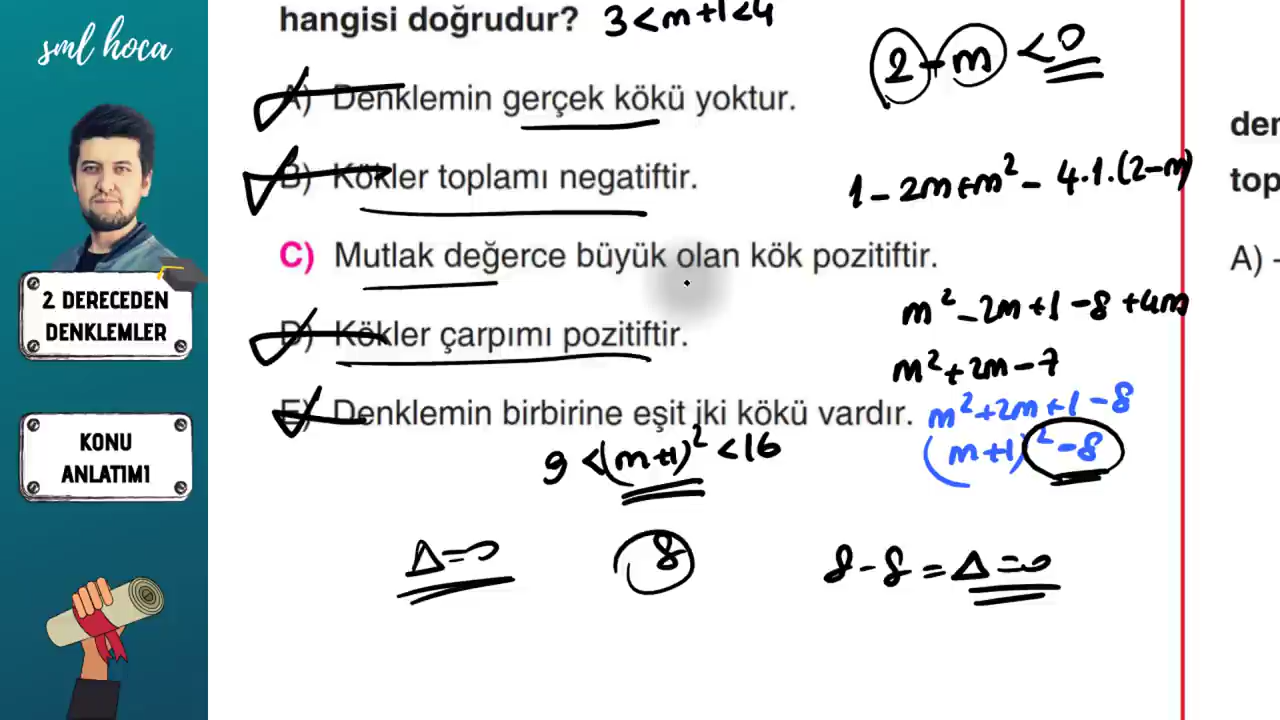 sml hoca
2 DERECEDEN
DENKLEMLER
KONU
ANLATIMI
hangisi doğrudur? 3 < m+1 < 4
A) Denklemin gerçek kökü yoktur.
B) Kökler toplamı negatiftir.
C) Mutlak değerce büyük olan kök pozitiftir.
D) Kökler çarpımı pozitiftir.
E) Denklemin birbirine eşit iki kökü vardır.
9 < (m+1)² < 16
Δ=0
8
8-8 = Δ=0
2-m < 0
1 - 2m + m² - 4.1.(2-m)
m² - 2m + 1 - 8 + 4m
m² + 2m - 7
m² + 2m + 1 - 8
(m+1)² - 8
den
top
A) -